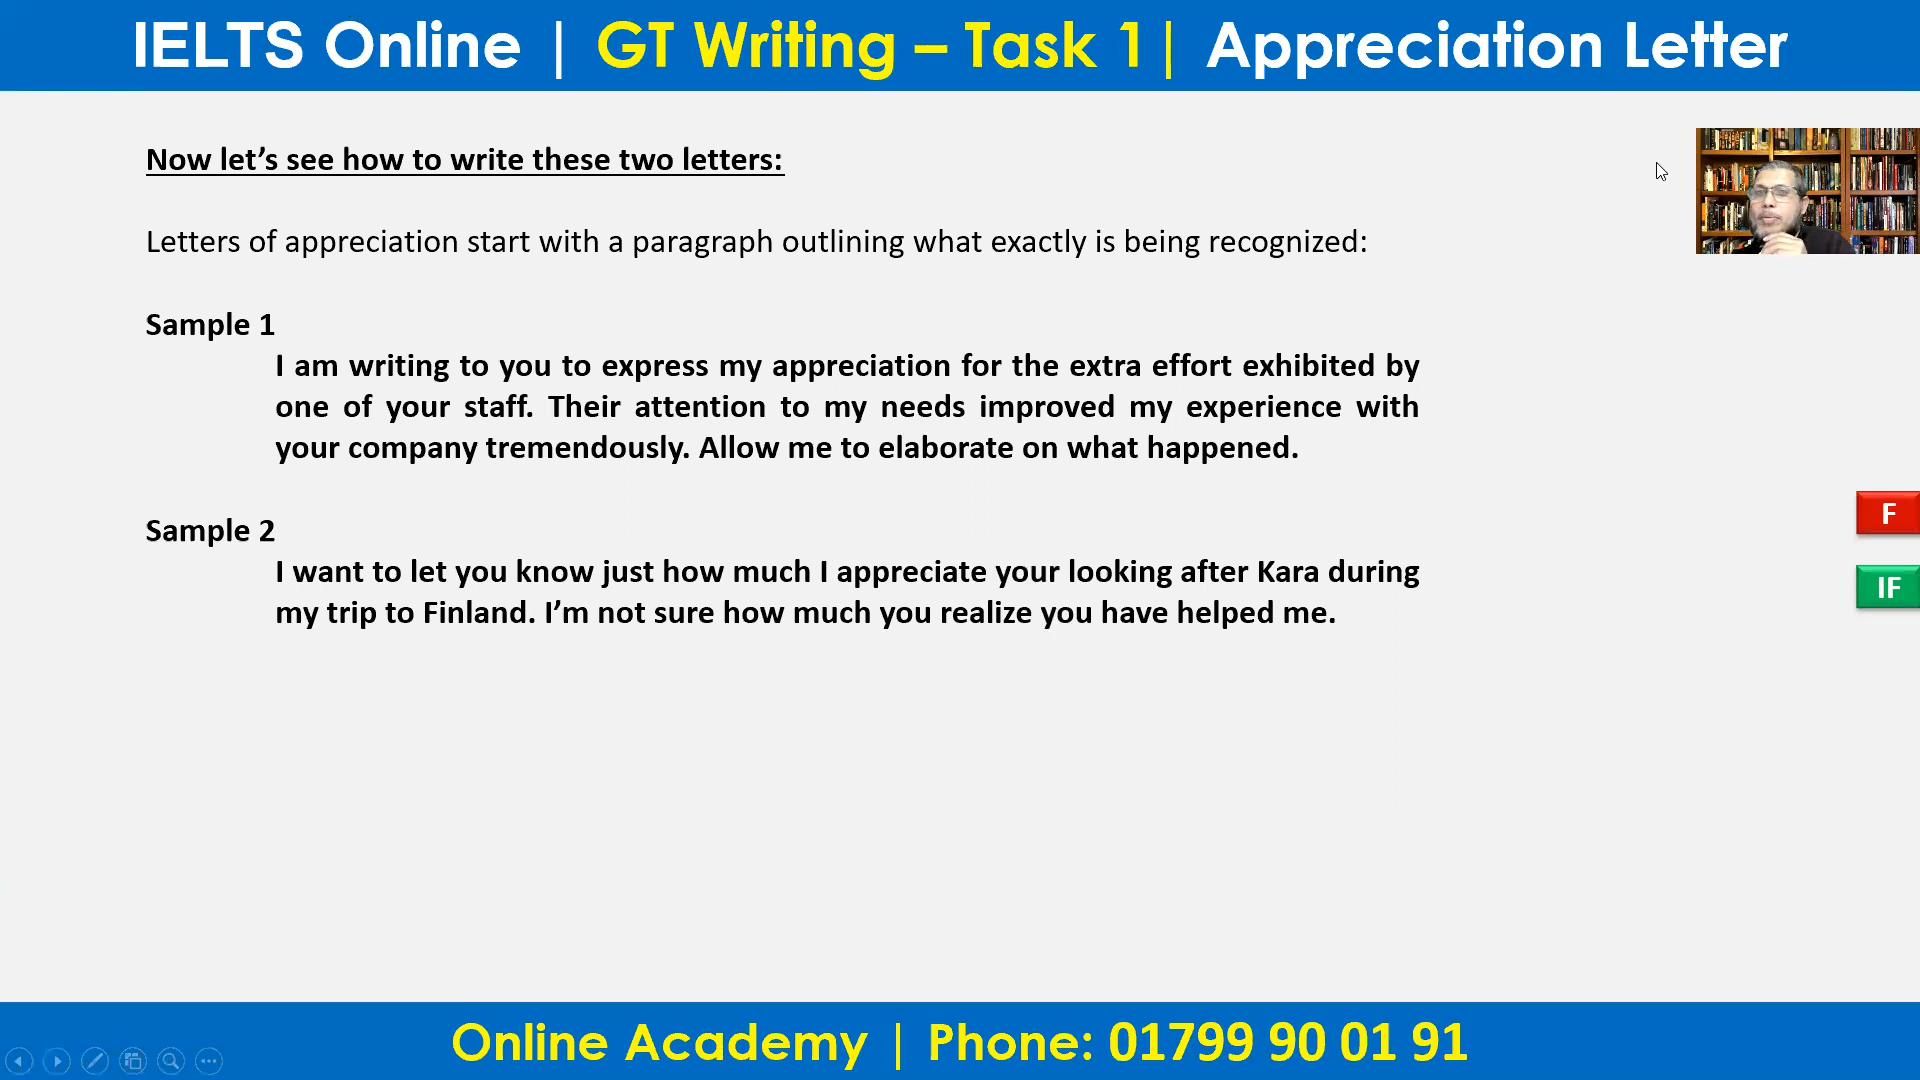 IELTS Online | GT Writing – Task 1 | Appreciation Letter
Now let's see how to write these two letters:
Letters of appreciation start with a paragraph outlining what exactly is being recognized:
Sample 1
I am writing to you to express my appreciation for the extra effort exhibited by
one of your staff. Their attention to my needs improved my experience with
your company tremendously. Allow me to elaborate on what happened.
F
Sample 2
I want to let you know just how much I appreciate your looking after Kara during
IF
my trip to Finland. I'm not sure how much you realize you have helped me.
Online Academy | Phone: 01799 90 01 91